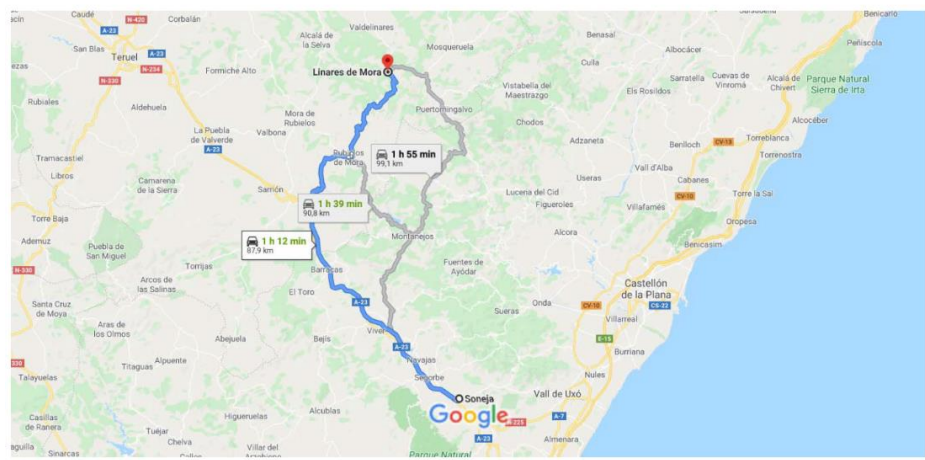 Caudé
N-420
Corbalán
Valdelinares
Benicarló
Alcalá de
la Selva
Mosqueruela
Benasal
Peñíscola
San Blas
A-23
Teruel
Albocácer
Culla
Linares de Mora
N-234
Formiche Alto
Sarratella
Cuevas de
Vinromá
Alcalá de
Chivert
Parque Natural
Sierra de Irta
N-330
Vistabella del
Maestrazgo
Els Rosildos
Rubiales
Aldehuela
Mora de
Rubielos
Puertomingalvo
Alcocéber
La Puebla
de Valverde
Valbona
Chodos
A-23
Adzaneta
Benlloch
CV-13
Torreblanca
Tramacastiel
Rubielos
de Mora
1 h 55 min
99,1 km
Torrenostra
Libros
Camarena
de la Sierra
Vall d'Alba
Cabanes
Useras
Sarrión
Lucena del Cid
CV-10
Torre la Sal
1 h 39 min
90,8 km
Figueroles
Villafamés
Torre Baja
Oropesa
Ademuz
Puebla de
San Miguel
1 h 12 min
87,9 km
Montanejos
Alcora
Benicasim
N-330
Torrijas
Barracas
Fuentes de
Ayódar
Arcos de
las Salinas
Castellón
de la Plana
El Toro
A-23
Onda
CV-10
CS-22
Santa Cruz
de Moya
Sueras
Villarreal
Aras de
los Olmos
Abejuela
Bejís
Viver
A-23
E-15
Burriana
330
Alpuente
Navajas
Titaguas
Talayuelas
Segorbe
Nules
Soneja
Vall de Uxó
Casillas
de Ranera
Higueruelas
Alcublas
Google
N-225
A-7
Tuéjar
A-23
Almenara
Chelva
Sinarcas
Villar del
Arzobispo
Parque Natural